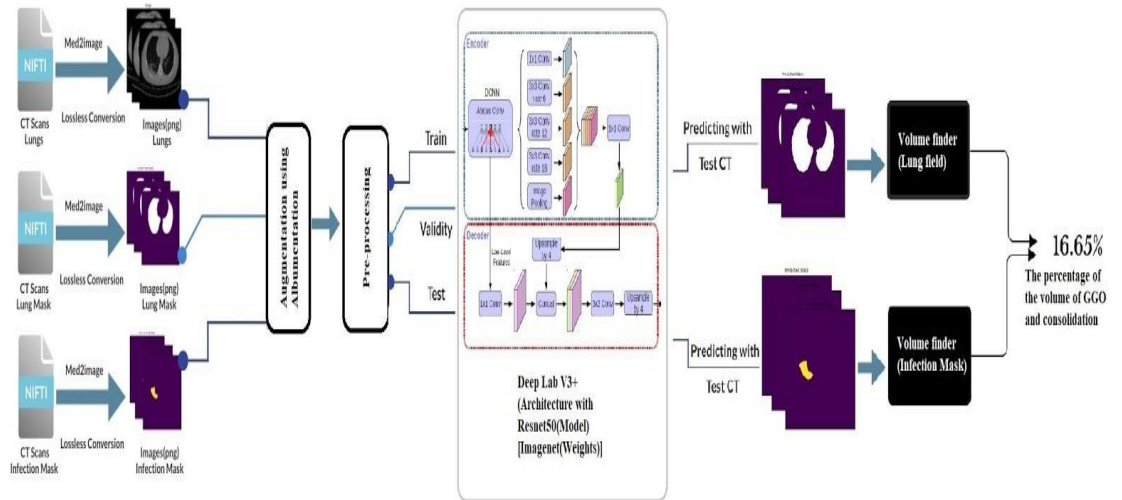 NIFTI
CT Scans
Lungs
Med2image
Lossless Conversion
Images(png)
Lungs
NIFTI
CT Scans
Lung Mask
Med2image
Lossless Conversion
Images(png)
Lung Mask
NIFTI
CT Scans
Infection Mask
Med2image
Lossless Conversion
Images(png)
Infection Mask
Augmentation using
Albumentation
Pre-processing
Train
Validity
Test
Encoder
DCNN
Atrous Conv
1x1 Conv
3x3 Conv
rate 6
3x3 Conv
rate 12
3x3 Conv
rate 18
Image
Pooling
1x1 Conv
Decoder
Low-Level
Features
Upsample
by 4
1x1 Conv
Concat
3x3 Conv
Upsample
by 4
Deep Lab V3+
(Architecture with
Resnet50(Model)
[Imagenet(Weights)]
Predicting with
Test CT
Predicting with
Test CT
Volume finder
(Lung field)
Volume finder
(Infection Mask)
16.65%
The percentage of
the volume of GGO
and consolidation